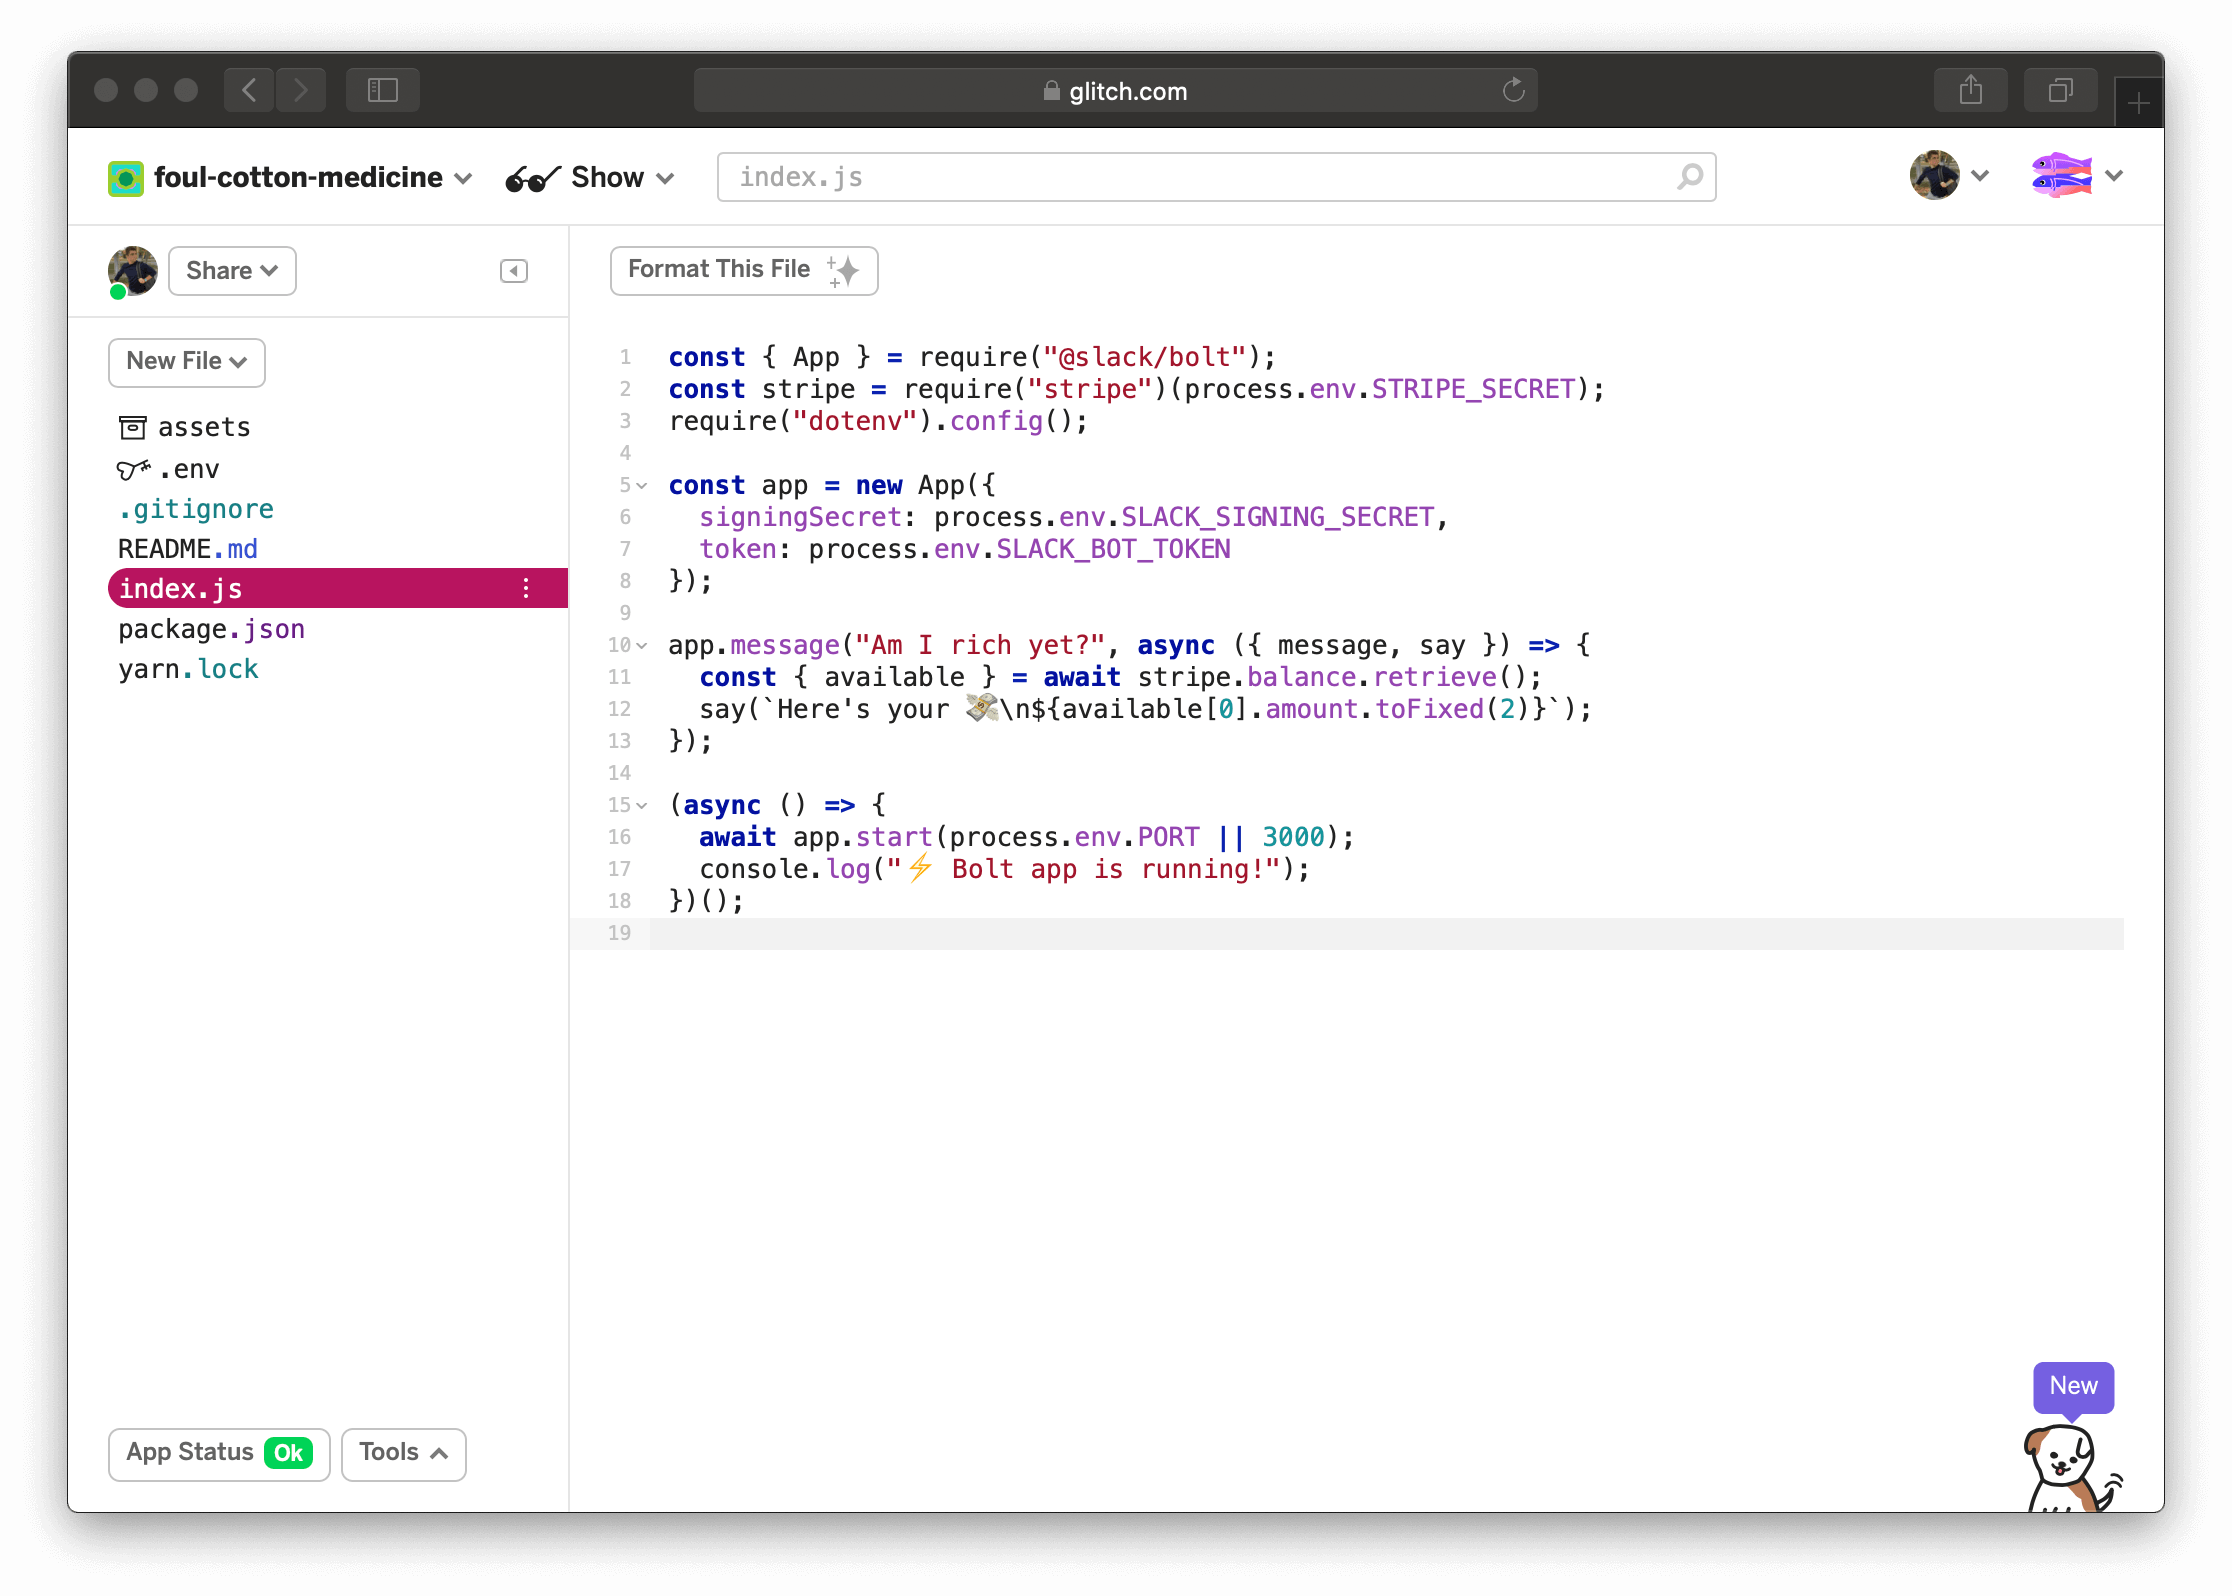 glitch.com
foul-cotton-medicine Show index.js
Share
Format This File
New File
assets
.env
.gitignore
README.md
index.js
package.json
yarn.lock
1 const { App } = require("@slack/bolt");
2 const stripe = require("stripe")(process.env.STRIPE_SECRET);
3 require("dotenv").config();
4
5 const app = new App({
6 signingSecret: process.env.SLACK_SIGNING_SECRET,
7 token: process.env.SLACK_BOT_TOKEN
8 });
9
10 app.message("Am I rich yet?", async ({ message, say }) => {
11 const { available } = await stripe.balance.retrieve();
12 say(`Here's your 💸\n${available[0].amount.toFixed(2)}`);
13 });
14
15 (async () => {
16 await app.start(process.env.PORT || 3000);
17 console.log("⚡ Bolt app is running!");
18 })();
19
New
App Status Ok Tools